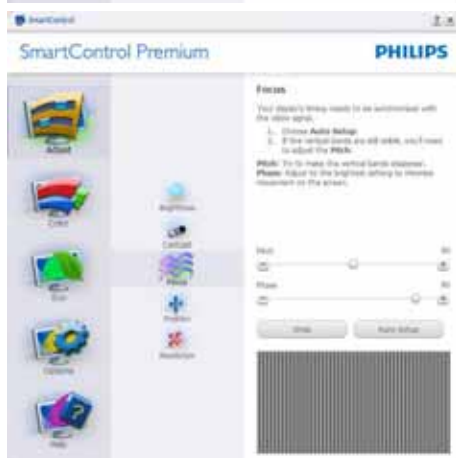 SmartControl
? x
SmartControl Premium
PHILIPS
Adjust
Color
Eco
Options
Help
Brightness
Contrast
Focus
Position
Resolution
Focus
Your display's timing needs to be synchronized with
the video signal.
1. Choose Auto Setup.
2. If the vertical bands are still visible, you'll need
to adjust the Pitch.
Pitch: Try to make the vertical bands disappear.
Phase: Adjust to the brightest setting to minimize
movement on the screen.
Pitch
Phase
Auto Setup